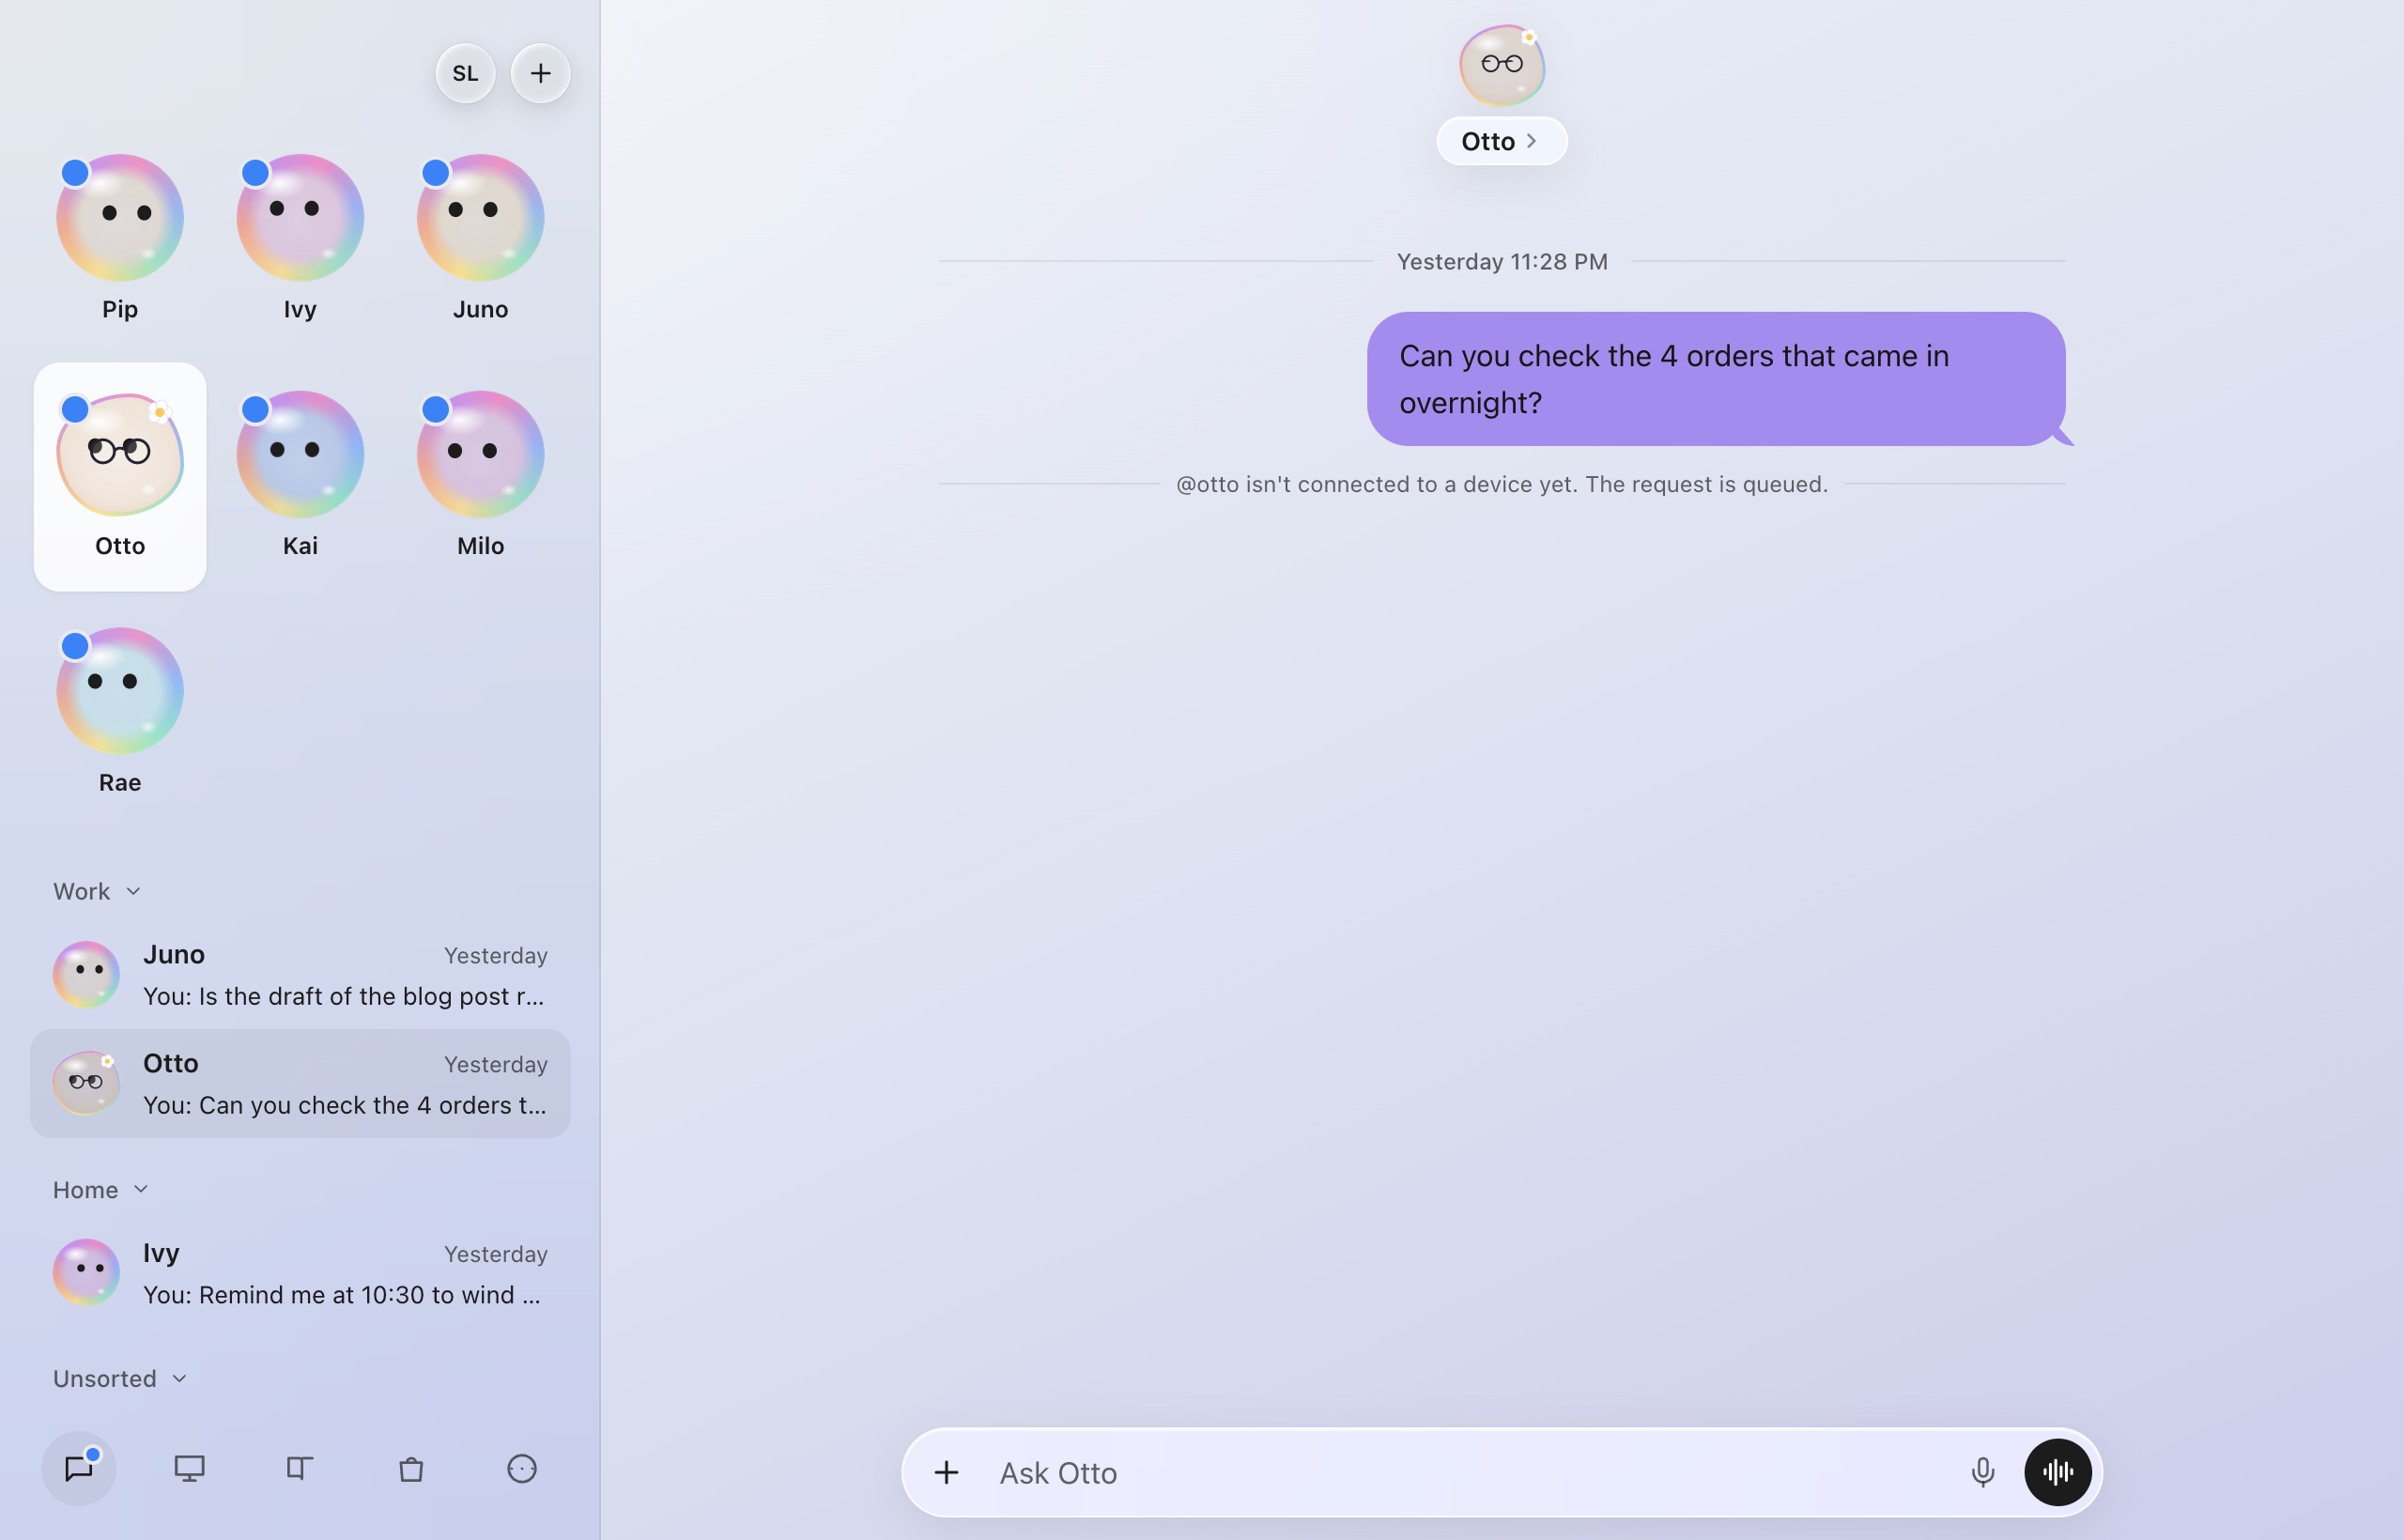 SL
Pip
Ivy
Juno
Otto
Kai
Milo
Rae
Work
Juno
Yesterday
You: Is the draft of the blog post r...
Otto
Yesterday
You: Can you check the 4 orders t...
Home
Ivy
Yesterday
You: Remind me at 10:30 to wind ...
Unsorted
Otto
Yesterday 11:28 PM
Can you check the 4 orders that came in
overnight?
@otto isn't connected to a device yet. The request is queued.
Ask Otto